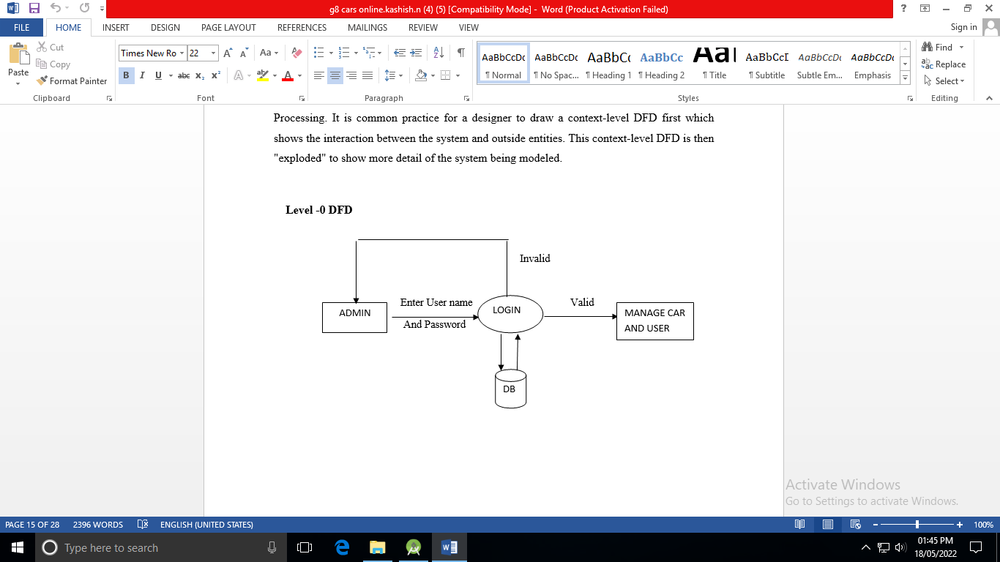 g8 cars online.kashish.n (4) (5) [Compatibility Mode] - Word (Product Activation Failed)
FILE HOME INSERT DESIGN PAGE LAYOUT REFERENCES MAILINGS REVIEW VIEW Sign in
Paste
Cut
Copy
Format Painter
Clipboard
Times New Ro 22
B I U abc x₂ x²
Font
Paragraph
AaBbCcDc AaBbCcDc AaBbCc AaBbCc AaI AaBbCcI AaBbCcDc AaBbCcDc
¶ Normal ¶ No Spac... ¶ Heading 1 ¶ Heading 2 ¶ Title ¶ Subtitle Subtle Em... Emphasis
Styles
Find
Replace
Select
Editing
Processing. It is common practice for a designer to draw a context-level DFD first which
shows the interaction between the system and outside entities. This context-level DFD is then
"exploded" to show more detail of the system being modeled.
Level -0 DFD
Invalid
ADMIN
Enter User name
And Password
LOGIN
Valid
MANAGE CAR
AND USER
DB
Activate Windows
Go to Settings to activate Windows.
PAGE 15 OF 28 2396 WORDS ENGLISH (UNITED STATES) 100%
Type here to search
01:45 PM
18/05/2022